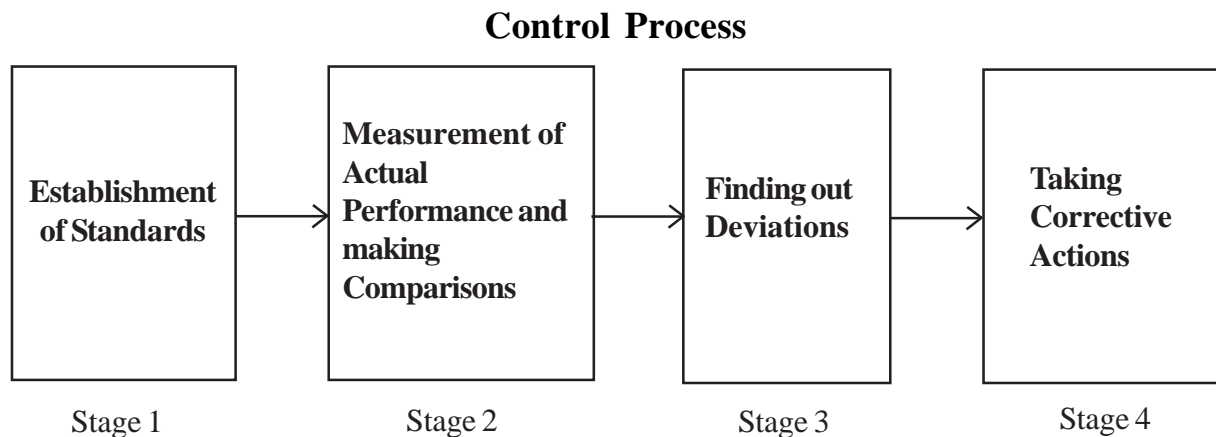 Control Process
Establishment
of Standards
Measurement of
Actual
Performance and
making
Comparisons
Finding out
Deviations
Taking
Corrective
Actions
Stage 1
Stage 2
Stage 3
Stage 4